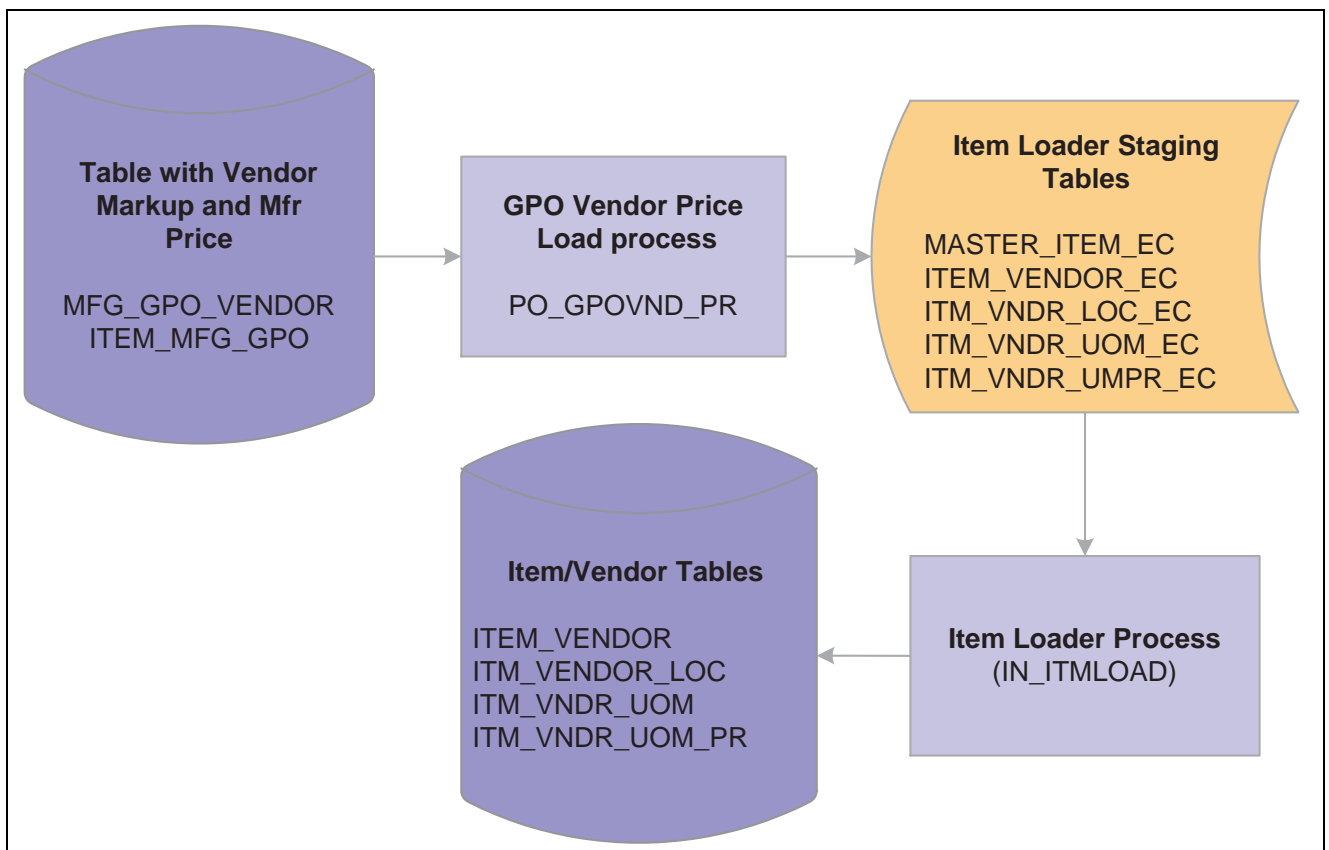 Table with Vendor
Markup and Mfr
Price
MFG_GPO_VENDOR
ITEM_MFG_GPO
GPO Vendor Price
Load process
PO_GPOVND_PR
Item Loader Staging
Tables
MASTER_ITEM_EC
ITEM_VENDOR_EC
ITM_VNDR_LOC_EC
ITM_VNDR_UOM_EC
ITM_VNDR_UMPR_EC
Item Loader Process
(IN_ITMLOAD)
Item/Vendor Tables
ITEM_VENDOR
ITM_VENDOR_LOC
ITM_VNDR_UOM
ITM_VNDR_UOM_PR